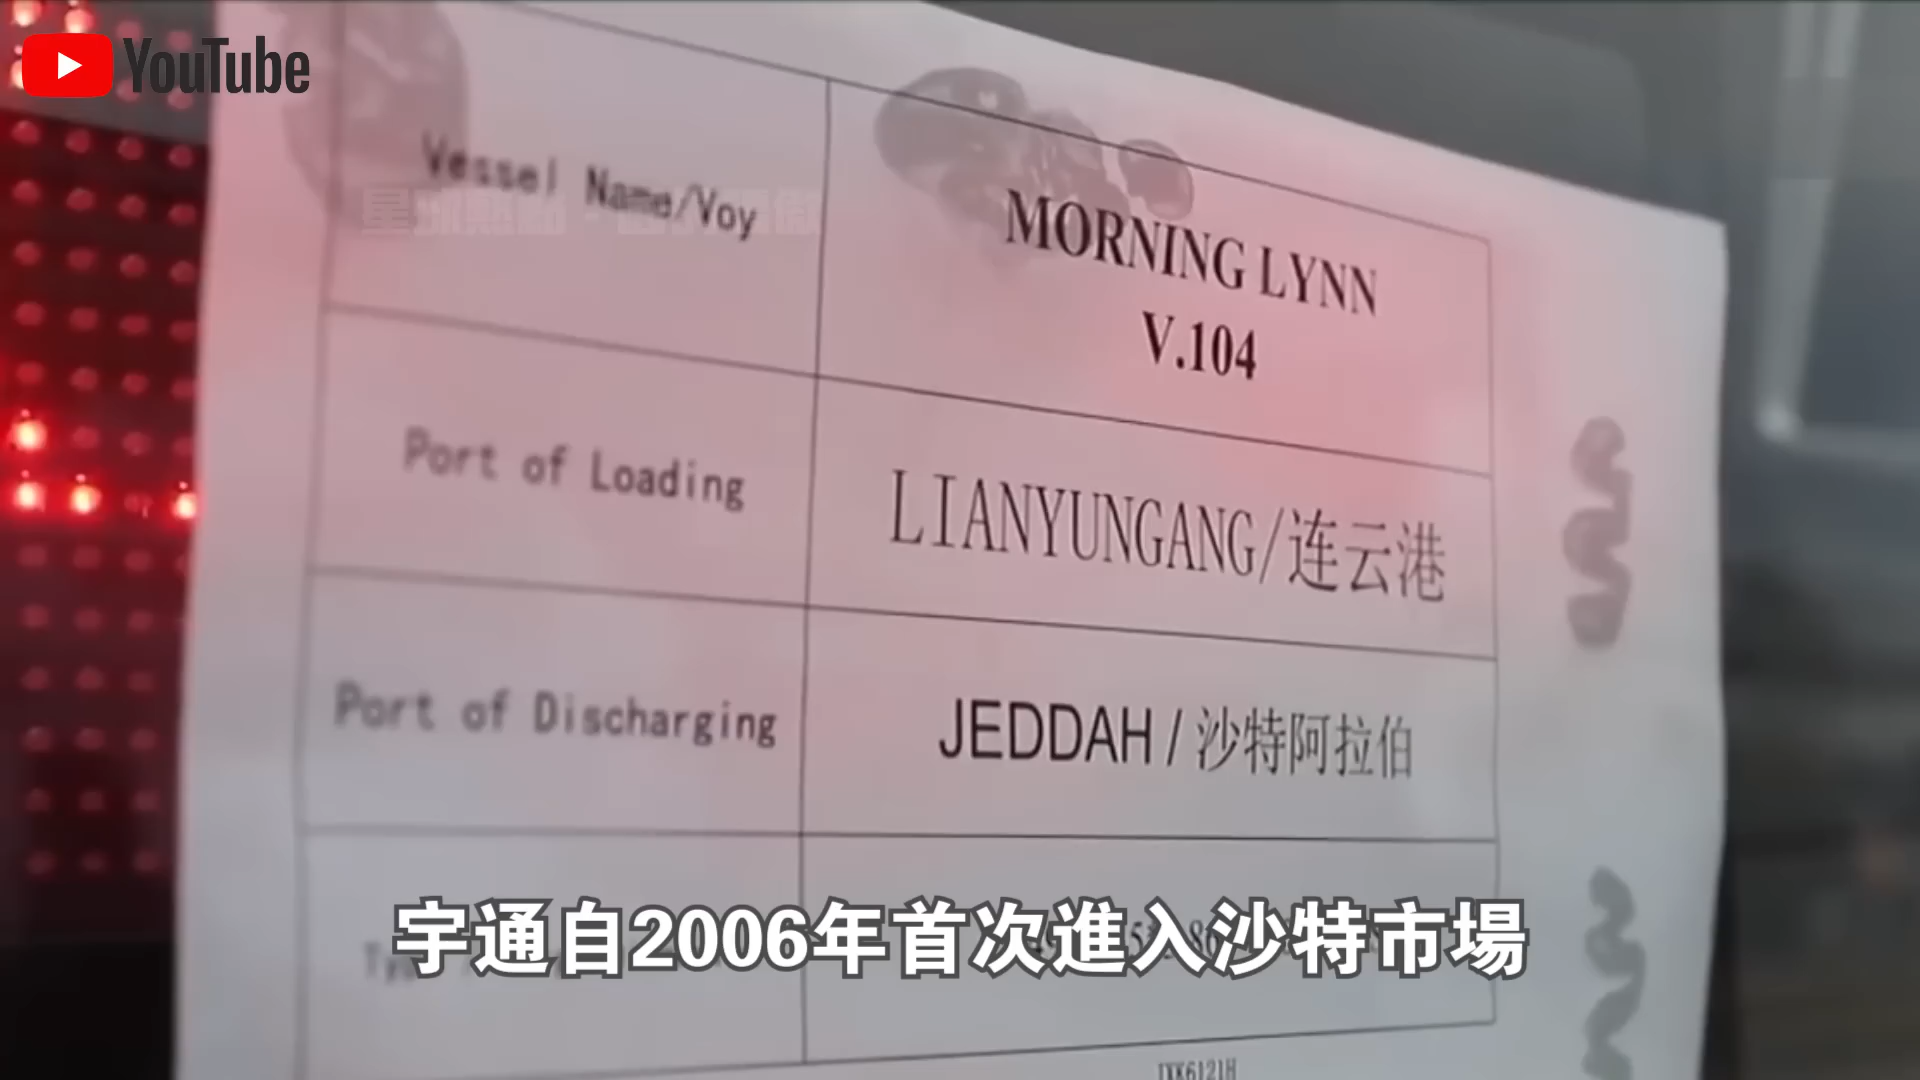 YouTube
Vessel Name/Voy
MORNING LYNN
V.104
Port of Loading
LIANYUNGANG/连云港
Port of Discharging
JEDDAH / 沙特阿拉伯
宇通自2006年首次進入沙特市場